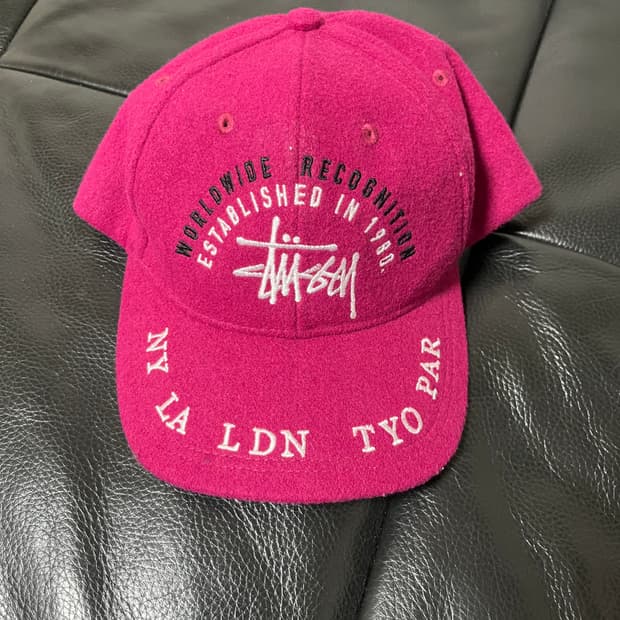 WORLDWIDE RECOGNITION
ESTABLISHED IN 1980.
Stüssy
NY LA LDN TYO PAR